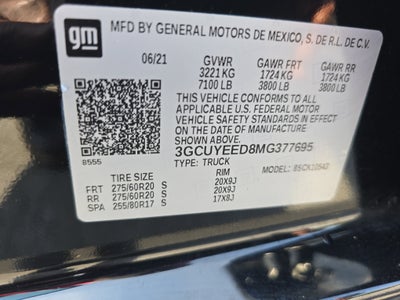 gm
MFD BY GENERAL MOTORS DE MEXICO, S. DE R.L. DE C.V.
06/21 GVWR GAWR FRT GAWR RR
3221 KG 1724 KG 1724 KG
7100 LB 3800 LB 3800 LB
THIS VEHICLE CONFORMS TO ALL
APPLICABLE U.S. FEDERAL MOTOR
VEHICLE SAFETY STANDARDS IN EFFECT ON
THE DATE OF MANUFACTURE SHOWN ABOVE.
3GCUYEED8MG377695
8555 TYPE: TRUCK MODEL:
TIRE SIZE RIM
FRT 275/60R20 S 20X9J
RR 275/60R20 S 20X9J
SPA 255/80R17 S 17X8J